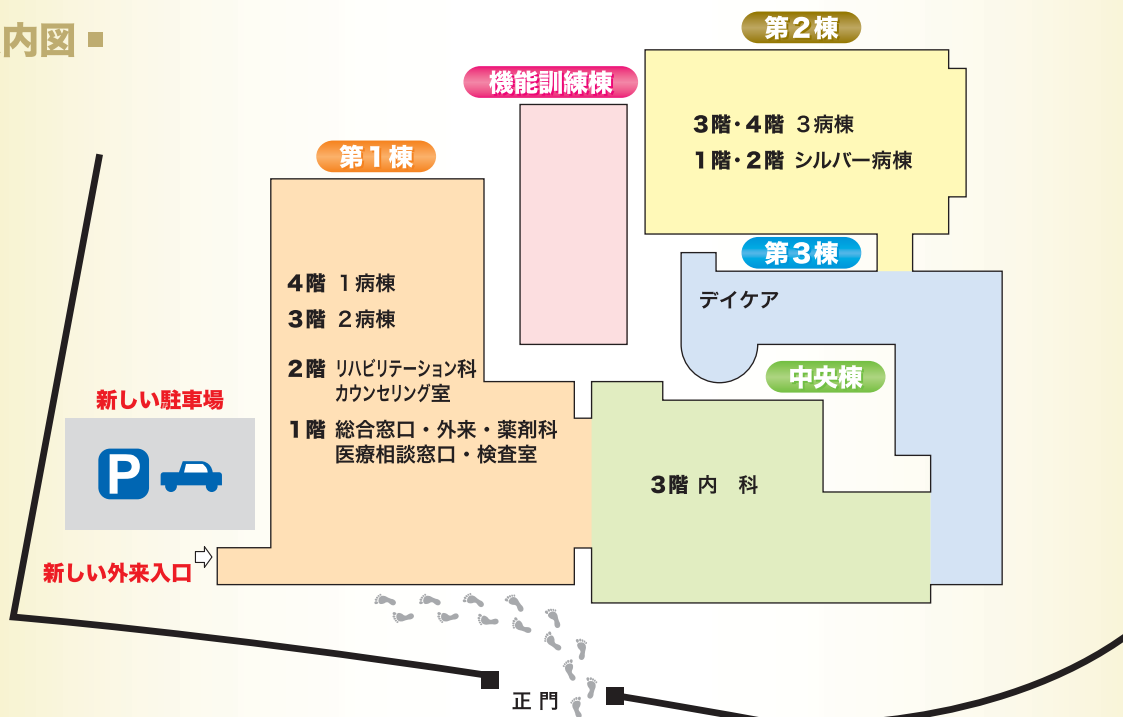 内図 ■
第2棟
機能訓練棟
3階・4階 3病棟
1階・2階 シルバー病棟
第1棟
第3棟
デイケア
4階 1病棟
3階 2病棟
2階 リハビリテーション科
カウンセリング室
1階 総合窓口・外来・薬剤科
医療相談窓口・検査室
中央棟
3階 内 科
新しい駐車場
P
新しい外来入口
正門